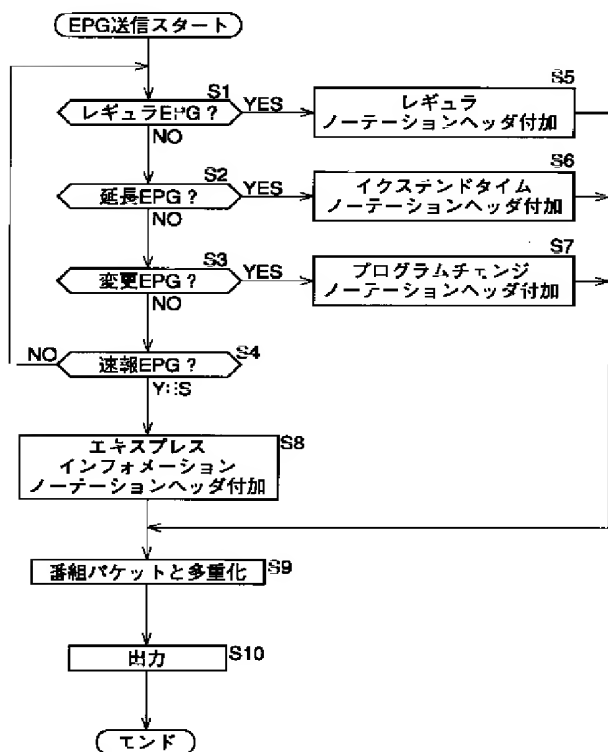 EPG送信スタート
S1
レギュラEPG?
YES
NO
S5
レギュラ
ノーテーションヘッダ付加
S2
延長EPG?
YES
NO
S6
イクステンドタイム
ノーテーションヘッダ付加
S3
変更EPG?
YES
NO
S7
プログラムチェンジ
ノーテーションヘッダ付加
S4
NO
速報EPG?
YES
S8
エキスプレス
インフォメーション
ノーテーションヘッダ付加
番組パケットと多重化
S9
出力
S10
エンド